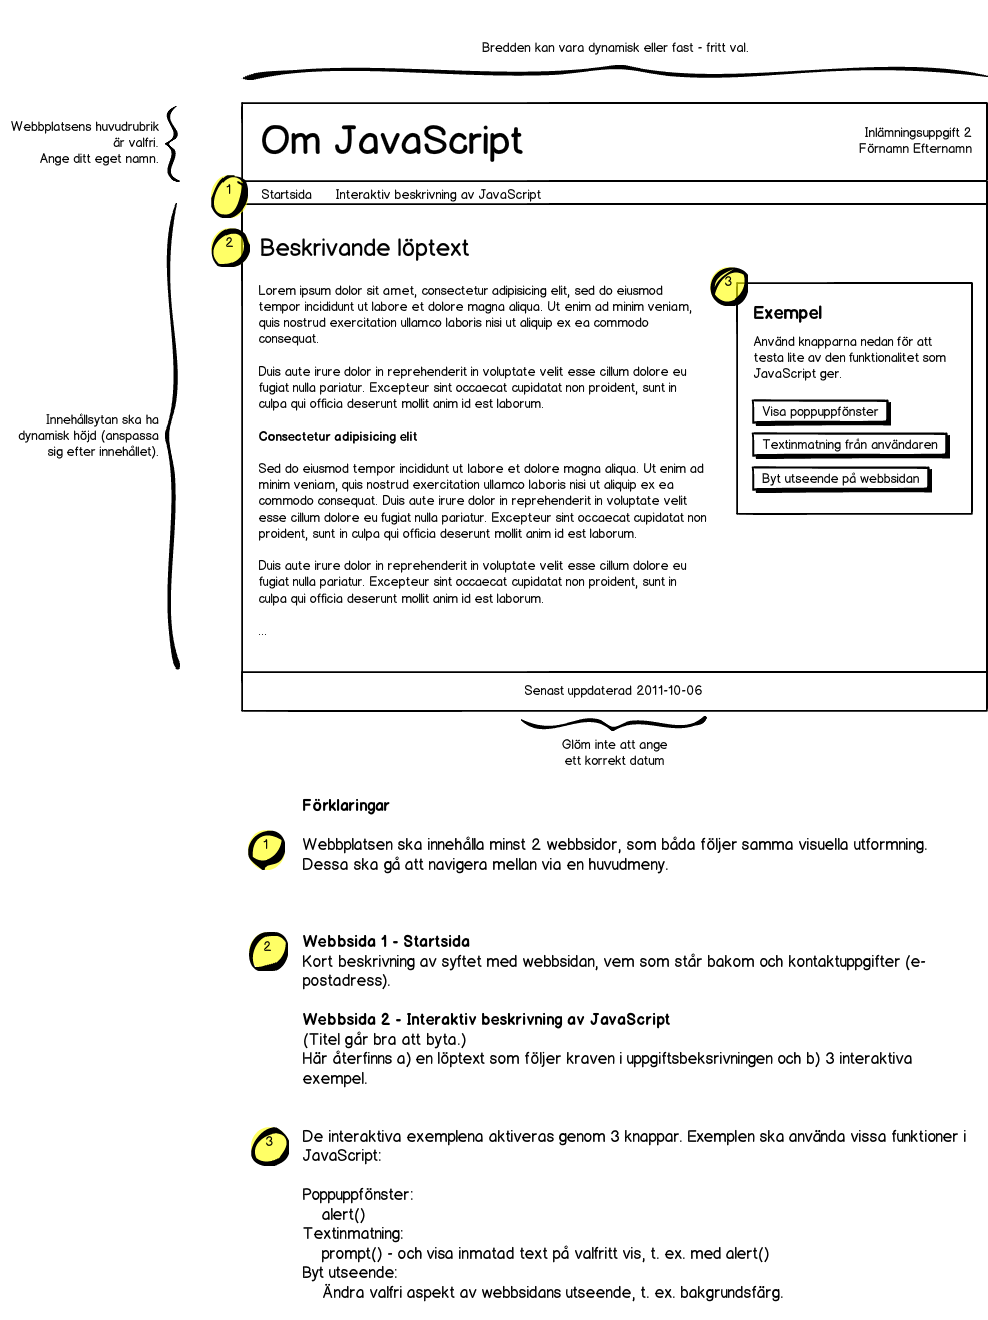 Bredden kan vara dynamisk eller fast - fritt val.
Webbplatsens huvudrubrik
är valfri.
Ange ditt eget namn.
Om JavaScript
Inlämningsuppgift 2
Förnamn Efternamn
1
Startsida Interaktiv beskrivning av JavaScript
2
Beskrivande löptext
Lorem ipsum dolor sit amet, consectetur adipisicing elit, sed do eiusmod
tempor incididunt ut labore et dolore magna aliqua. Ut enim ad minim veniam,
quis nostrud exercitation ullamco laboris nisi ut aliquip ex ea commodo
consequat.
Duis aute irure dolor in reprehenderit in voluptate velit esse cillum dolore eu
fugiat nulla pariatur. Excepteur sint occaecat cupidatat non proident, sunt in
culpa qui officia deserunt mollit anim id est laborum.
Consectetur adipisicing elit
Sed do eiusmod tempor incididunt ut labore et dolore magna aliqua. Ut enim ad
minim veniam, quis nostrud exercitation ullamco laboris nisi ut aliquip ex ea
commodo consequat. Duis aute irure dolor in reprehenderit in voluptate velit
esse cillum dolore eu fugiat nulla pariatur. Excepteur sint occaecat cupidatat non
proident, sunt in culpa qui officia deserunt mollit anim id est laborum.
Duis aute irure dolor in reprehenderit in voluptate velit esse cillum dolore eu
fugiat nulla pariatur. Excepteur sint occaecat cupidatat non proident, sunt in
culpa qui officia deserunt mollit anim id est laborum.
...
3
Exempel
Använd knapparna nedan för att
testa lite av den funktionalitet som
JavaScript ger.
Visa poppuppfönster
Textinmatning från användaren
Byt utseende på webbsidan
Innehållsytan ska ha
dynamisk höjd (anspassa
sig efter innehållet).
Senast uppdaterad 2011-10-06
Glöm inte att ange
ett korrekt datum
Förklaringar
1
Webbplatsen ska innehålla minst 2 webbsidor, som båda följer samma visuella utformning.
Dessa ska gå att navigera mellan via en huvudmeny.
2
Webbsida 1 - Startsida
Kort beskrivning av syftet med webbsidan, vem som står bakom och kontaktuppgifter (e-
postadress).
Webbsida 2 - Interaktiv beskrivning av JavaScript
(Titel går bra att byta.)
Här återfinns a) en löptext som följer kraven i uppgiftsbeksrivningen och b) 3 interaktiva
exempel.
3
De interaktiva exemplena aktiveras genom 3 knappar. Exemplen ska använda vissa funktioner i
JavaScript:
Poppuppfönster:
alert()
Textinmatning:
prompt() - och visa inmatad text på valfritt vis, t. ex. med alert()
Byt utseende:
Ändra valfri aspekt av webbsidans utseende, t. ex. bakgrundsfärg.